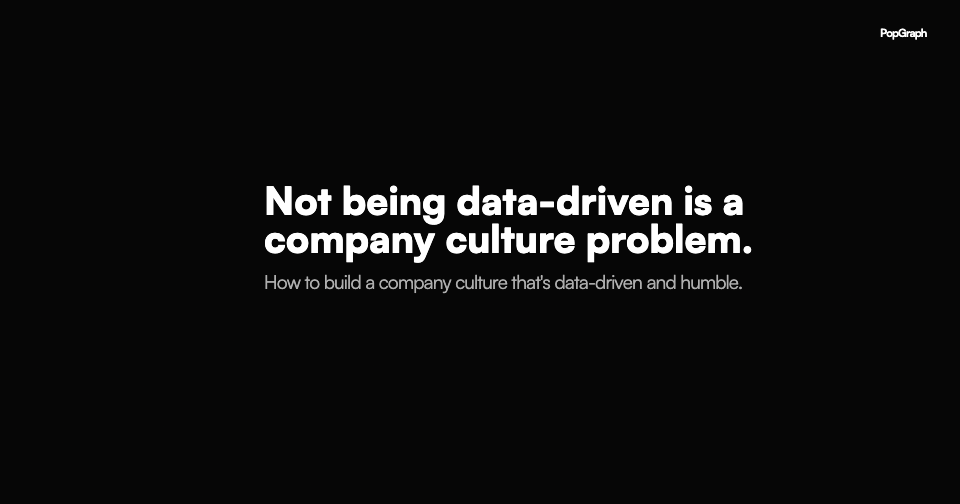 PopGraph
Not being data-driven is a
company culture problem.
How to build a company culture that's data-driven and humble.